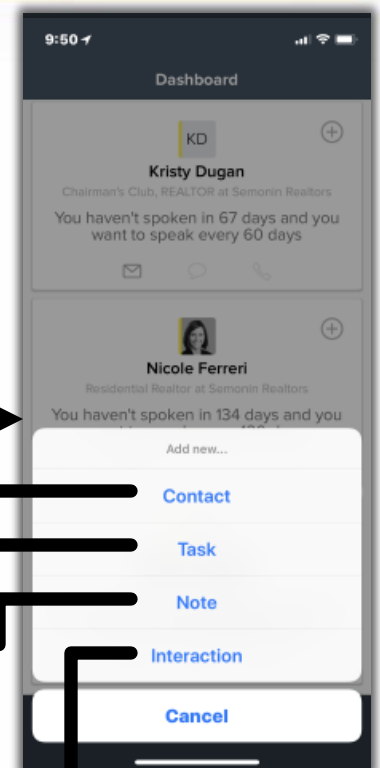 9:50
Dashboard
KD
Kristy Dugan
Chairman's Club, REALTOR at Semonin Realtors
You haven't spoken in 67 days and you
want to speak every 60 days
Nicole Ferreri
Residential Realtor at Semonin Realtors
You haven't spoken in 134 days and you
Add new...
Contact
Task
Note
Interaction
Cancel